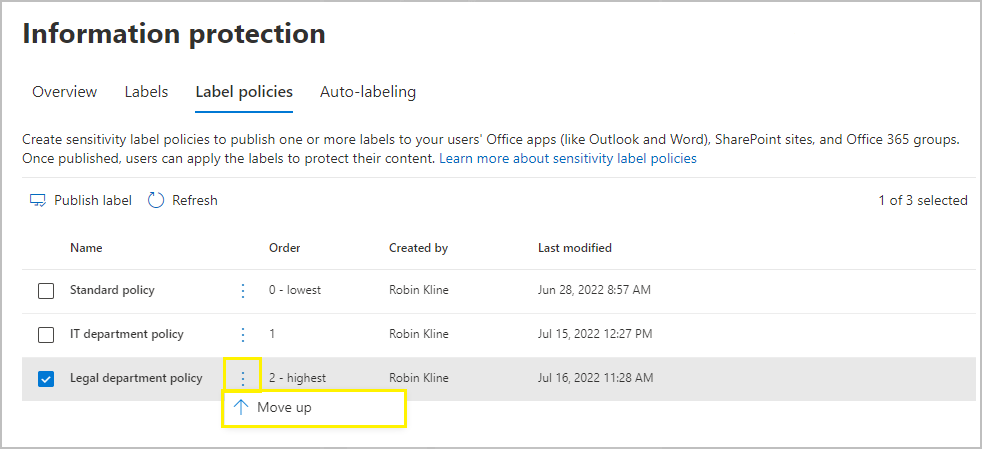 Information protection
Overview Labels Label policies Auto-labeling
Create sensitivity label policies to publish one or more labels to your users' Office apps (like Outlook and Word), SharePoint sites, and Office 365 groups.
Once published, users can apply the labels to protect their content. Learn more about sensitivity label policies
Publish label Refresh 1 of 3 selected
Name Order Created by Last modified
Standard policy 0 - lowest Robin Kline Jun 28, 2022 8:57 AM
IT department policy 1 Robin Kline Jul 15, 2022 12:27 PM
Legal department policy 2 - highest Robin Kline Jul 16, 2022 11:28 AM
Move up